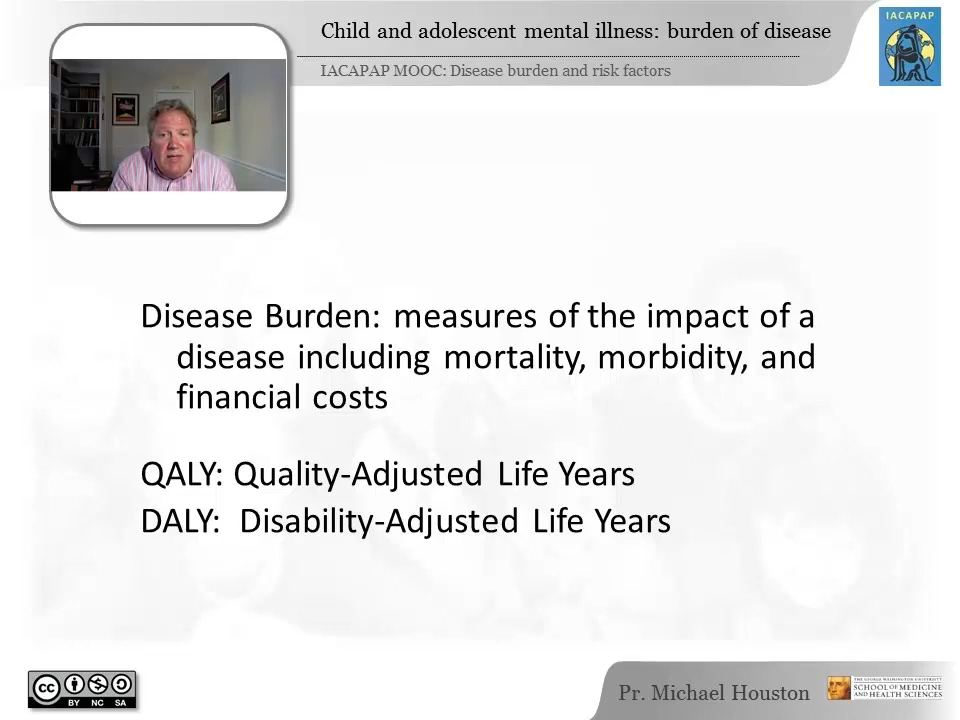 Child and adolescent mental illness: burden of disease
IACAPAP MOOC: Disease burden and risk factors
IACAPAP
Disease Burden: measures of the impact of a
disease including mortality, morbidity, and
financial costs
QALY: Quality-Adjusted Life Years
DALY: Disability-Adjusted Life Years
cc
BY NC SA
Pr. Michael Houston
THE GEORGE WASHINGTON UNIVERSITY
SCHOOL OF MEDICINE
AND HEALTH SCIENCES